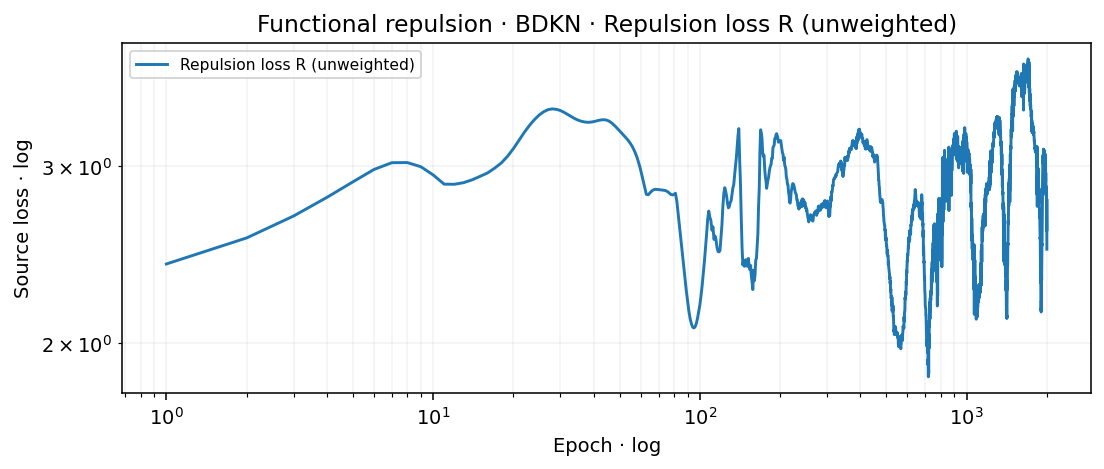 Functional repulsion · BDKN · Repulsion loss R (unweighted)
Repulsion loss R (unweighted)
Source loss · log
3 × 10⁰
2 × 10⁰
10⁰ 10¹ 10² 10³
Epoch · log